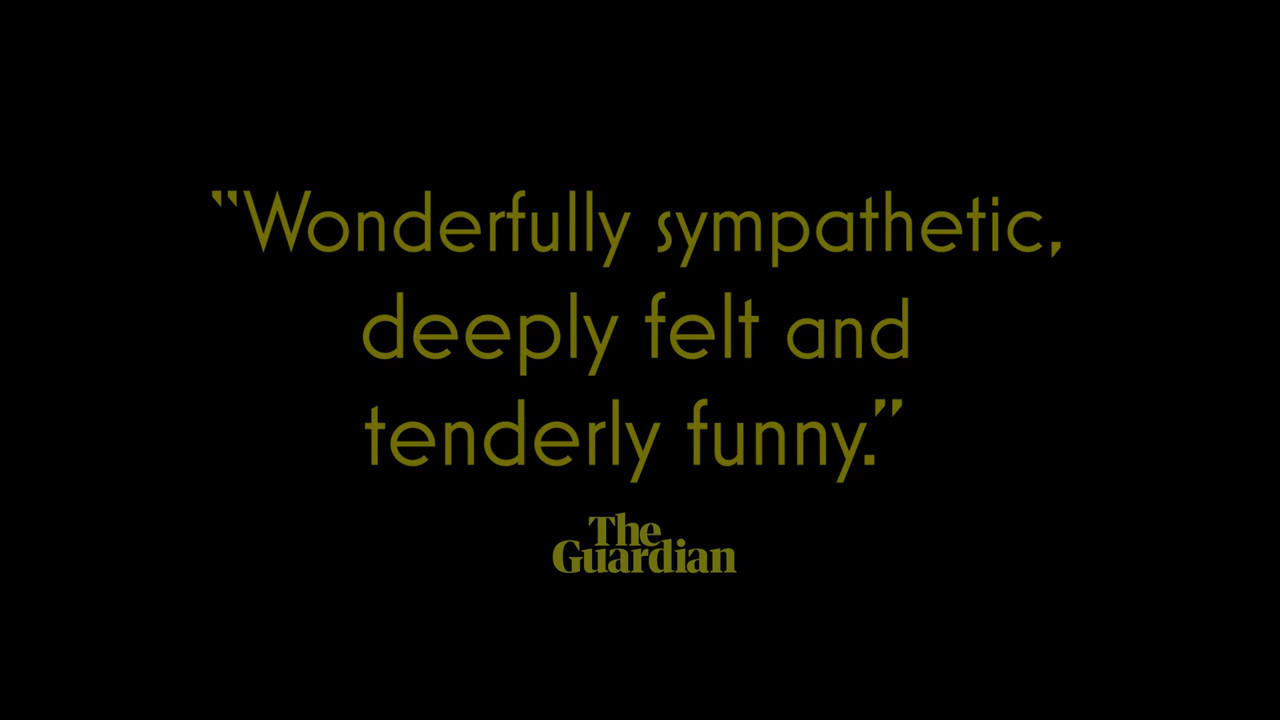 “Wonderfully sympathetic,
deeply felt and
tenderly funny.”
The
Guardian